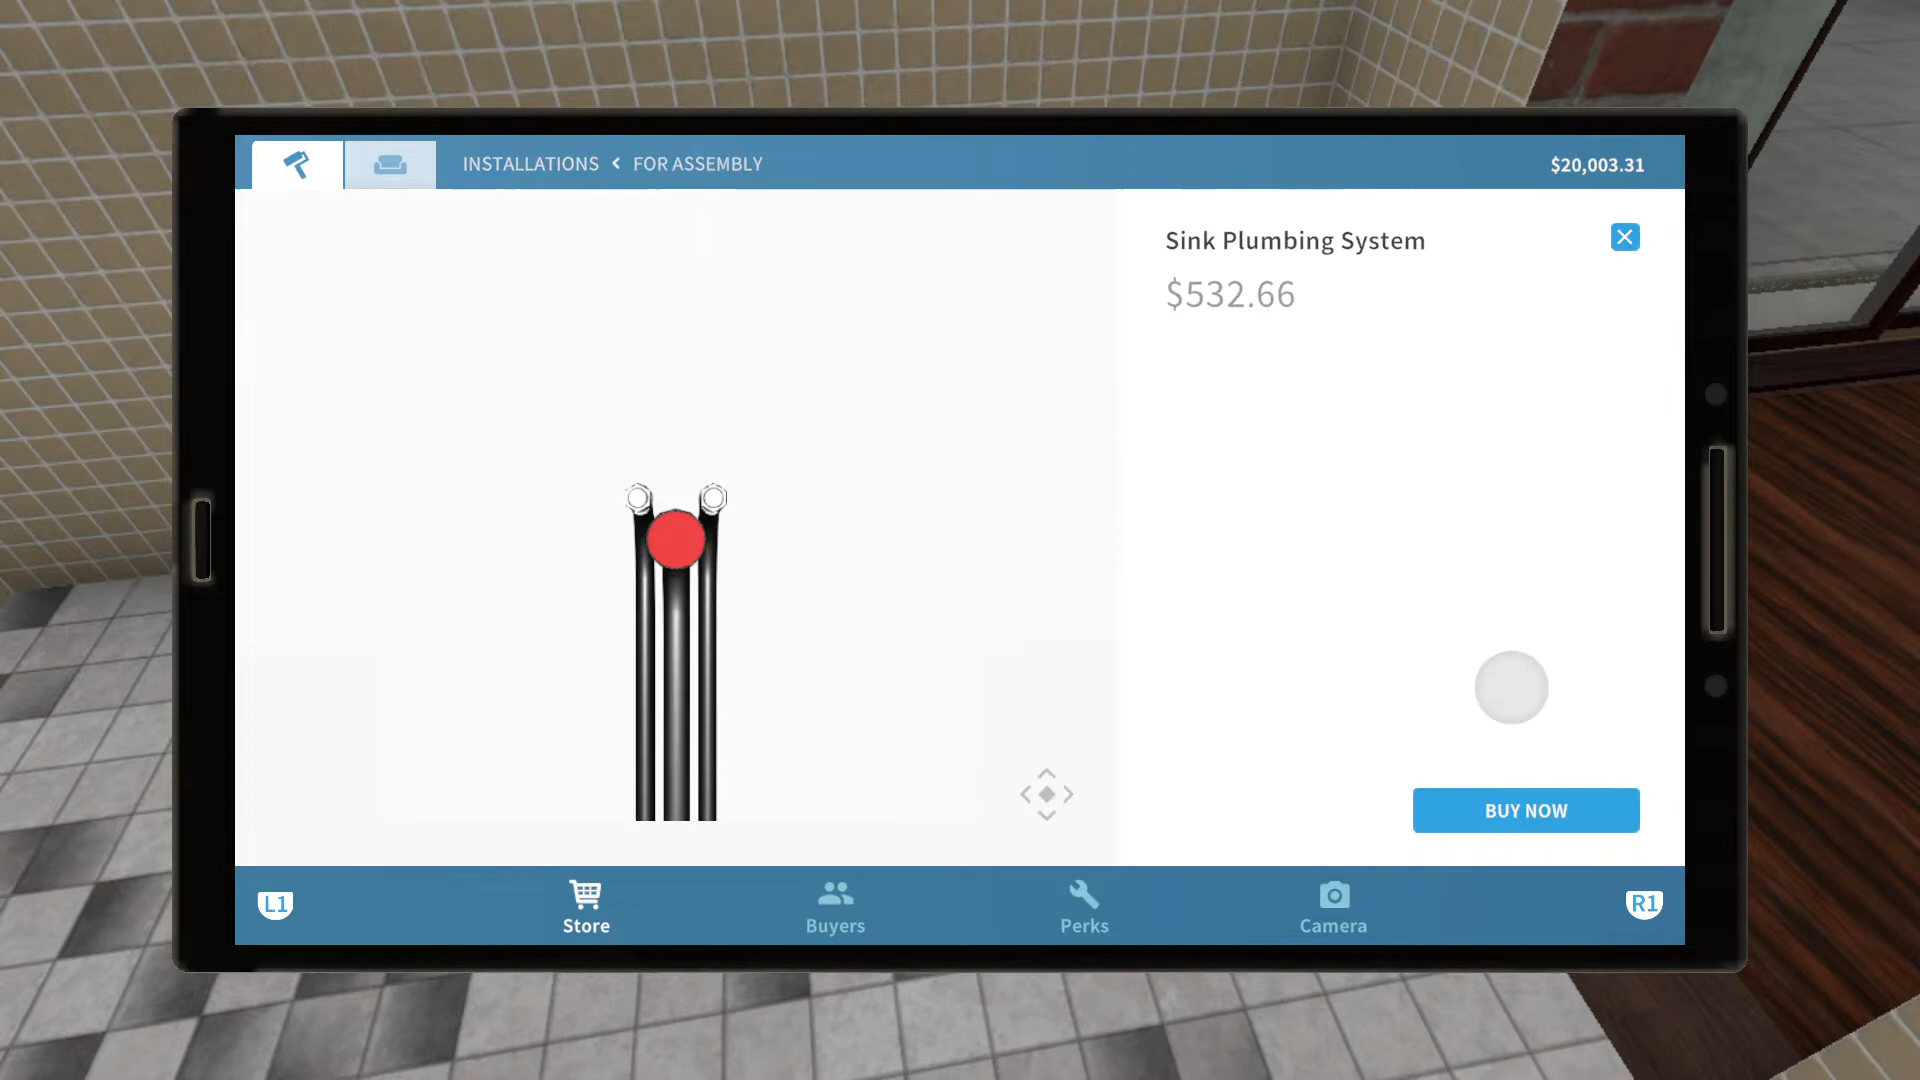 INSTALLATIONS < FOR ASSEMBLY
$20,003.31
Sink Plumbing System
$532.66
BUY NOW
L1
Store
Buyers
Perks
Camera
R1